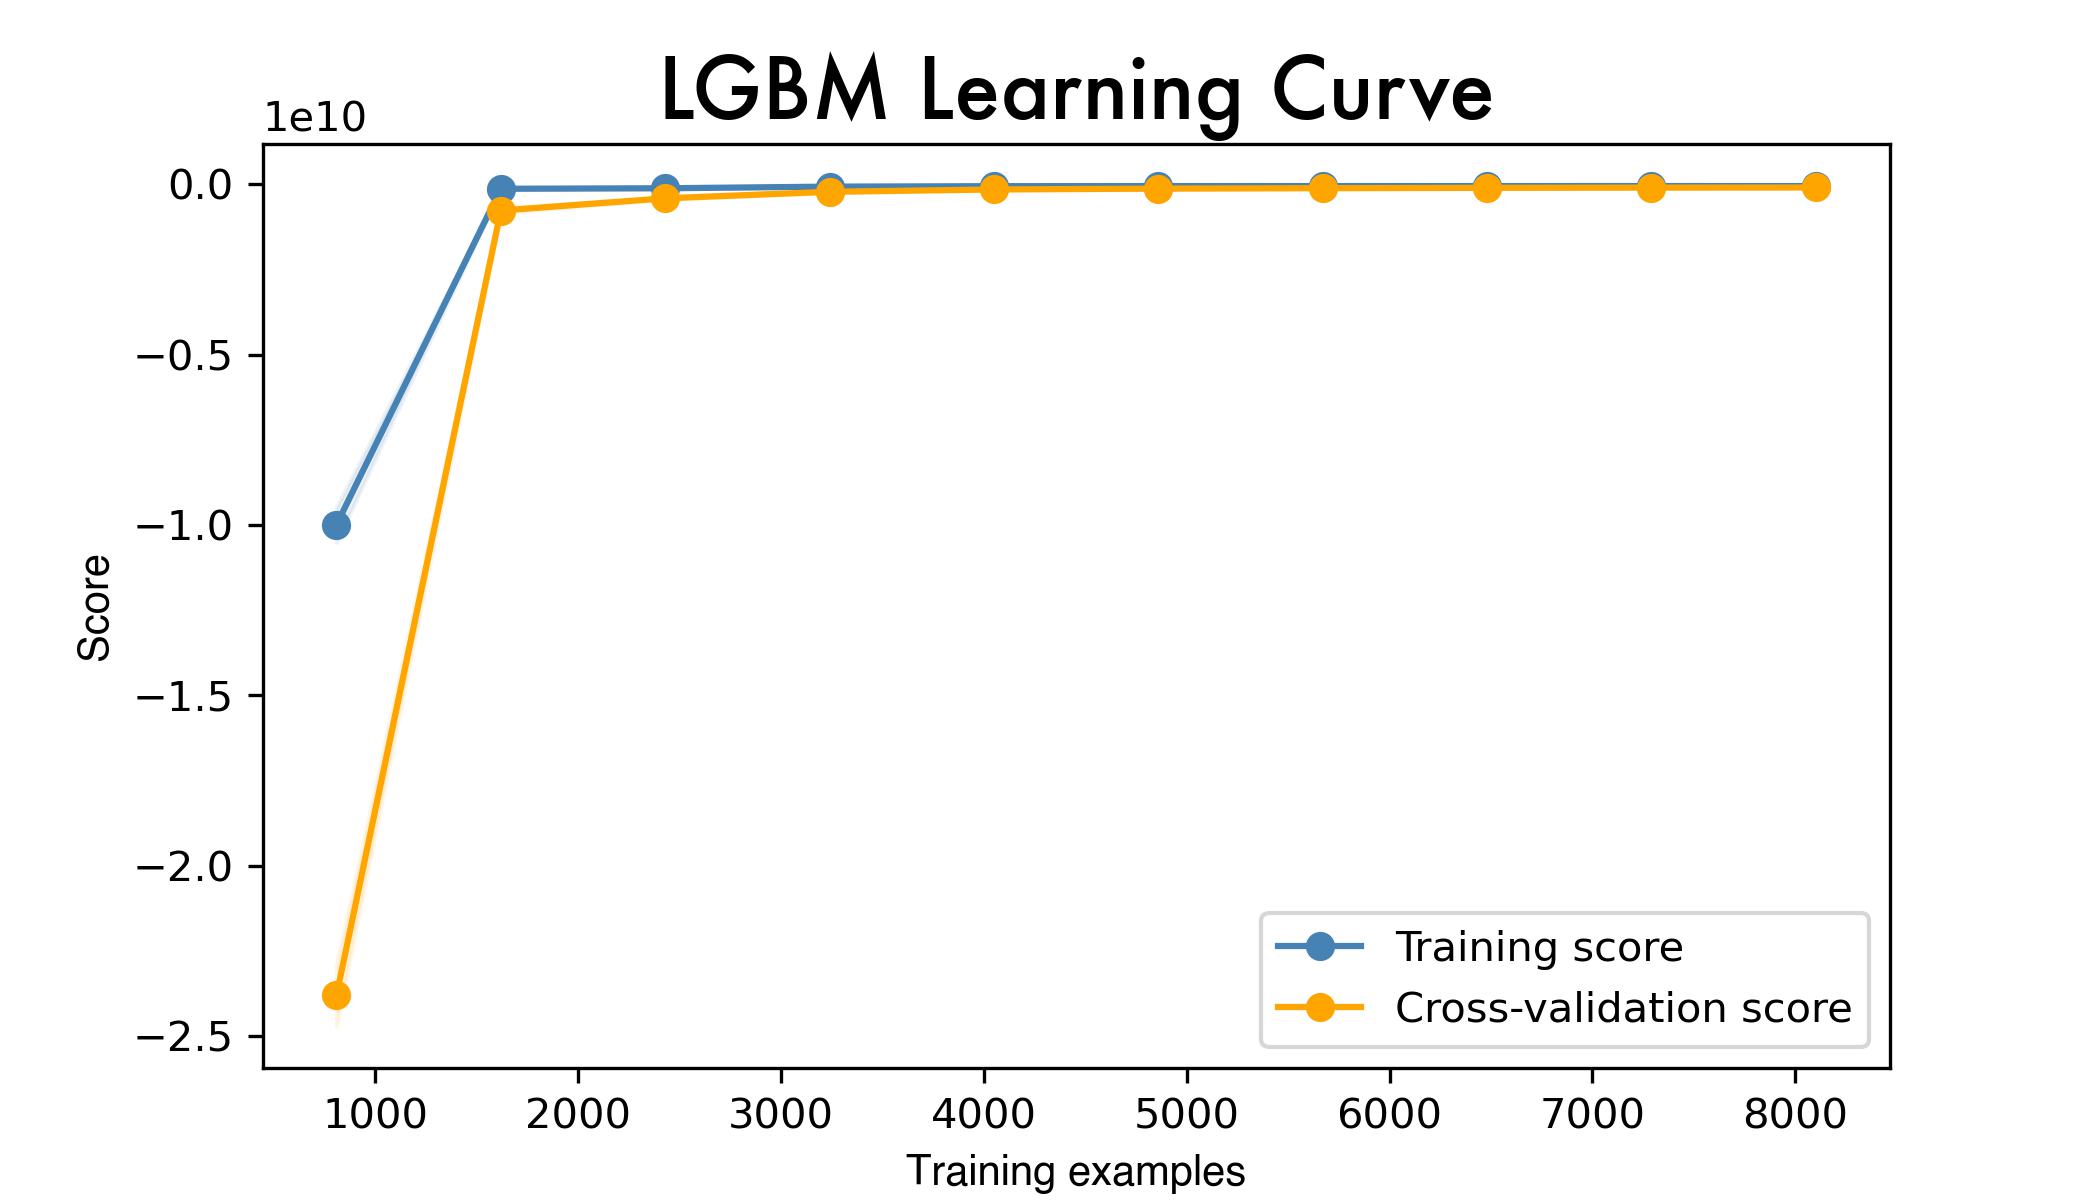 LGBM Learning Curve
1e10
0.0
−0.5
−1.0
−1.5
−2.0
−2.5
Score
Training score
Cross-validation score
1000 2000 3000 4000 5000 6000 7000 8000
Training examples